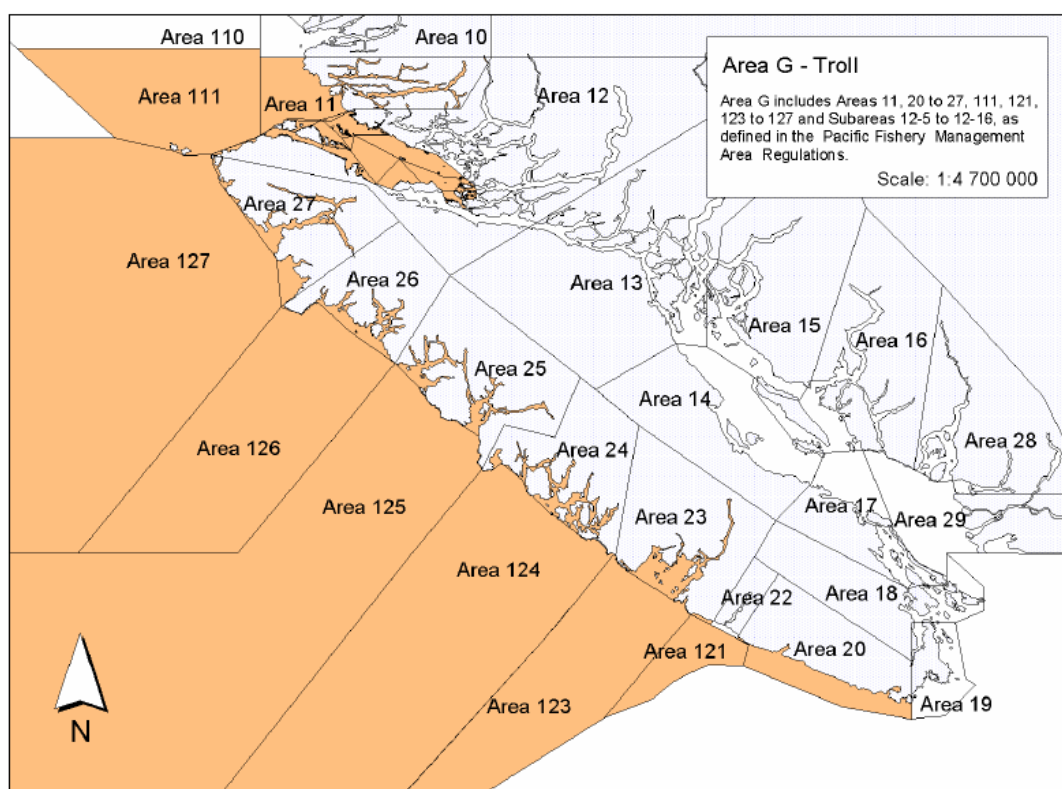 Area 110
Area 10
Area G - Troll
Area G includes Areas 11, 20 to 27, 111, 121,
123 to 127 and Subareas 12-5 to 12-16, as
defined in the Pacific Fishery Management
Area Regulations.
Scale: 1:4 700 000
Area 111
Area 11
Area 12
Area 27
Area 127
Area 26
Area 13
Area 15
Area 16
Area 25
Area 14
Area 28
Area 126
Area 24
Area 125
Area 23
Area 17
Area 29
Area 124
Area 22
Area 18
Area 121
Area 20
Area 123
Area 19
N